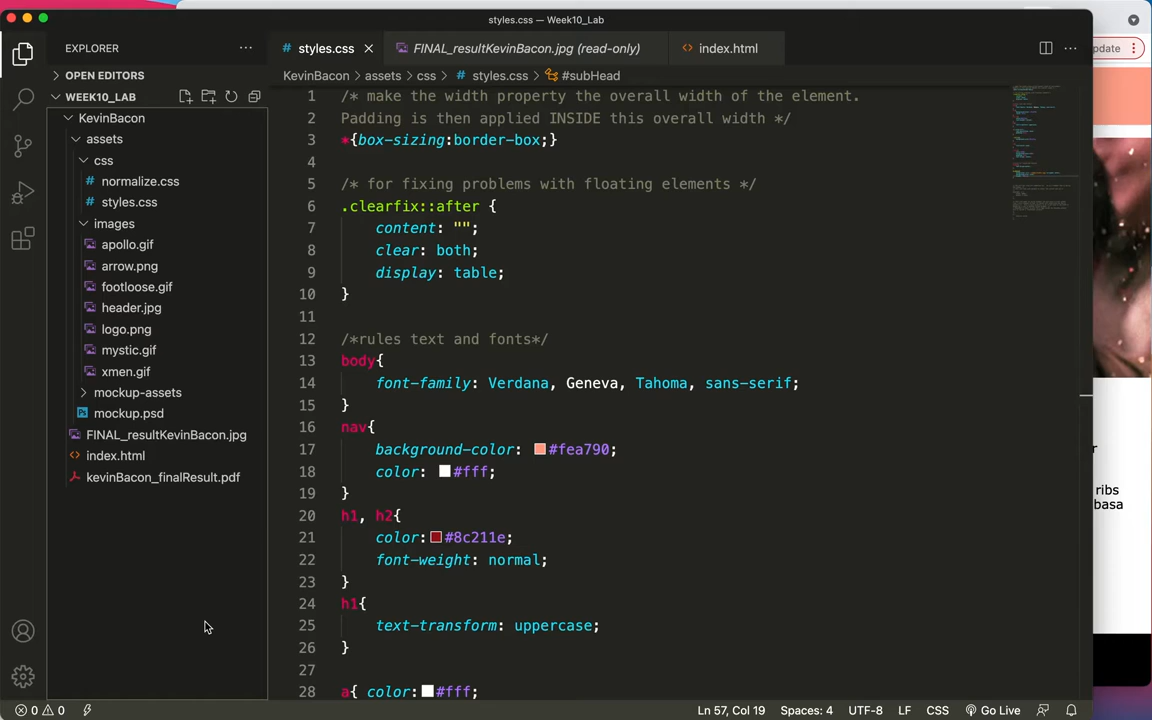 styles.css — Week10_Lab
EXPLORER
OPEN EDITORS
WEEK10_LAB
KevinBacon
assets
css
# normalize.css
# styles.css
images
apollo.gif
arrow.png
footloose.gif
header.jpg
logo.png
mystic.gif
xmen.gif
mockup-assets
mockup.psd
FINAL_resultKevinBacon.jpg
index.html
kevinBacon_finalResult.pdf
# styles.css
FINAL_resultKevinBacon.jpg (read-only)
index.html
KevinBacon > assets > css > # styles.css > #subHead
1 /* make the width property the overall width of the element.
2 Padding is then applied INSIDE this overall width */
3 *{box-sizing:border-box;}
4
5 /* for fixing problems with floating elements */
6 .clearfix::after {
7 content: "";
8 clear: both;
9 display: table;
10 }
11
12 /*rules text and fonts*/
13 body{
14 font-family: Verdana, Geneva, Tahoma, sans-serif;
15 }
16 nav{
17 background-color: #fea790;
18 color: #fff;
19 }
20 h1, h2{
21 color:#8c211e;
22 font-weight: normal;
23 }
24 h1{
25 text-transform: uppercase;
26 }
27
28 a{ color:#fff;
update
r
ribs
basa
0 0
Ln 57, Col 19
Spaces: 4
UTF-8
LF
CSS
Go Live